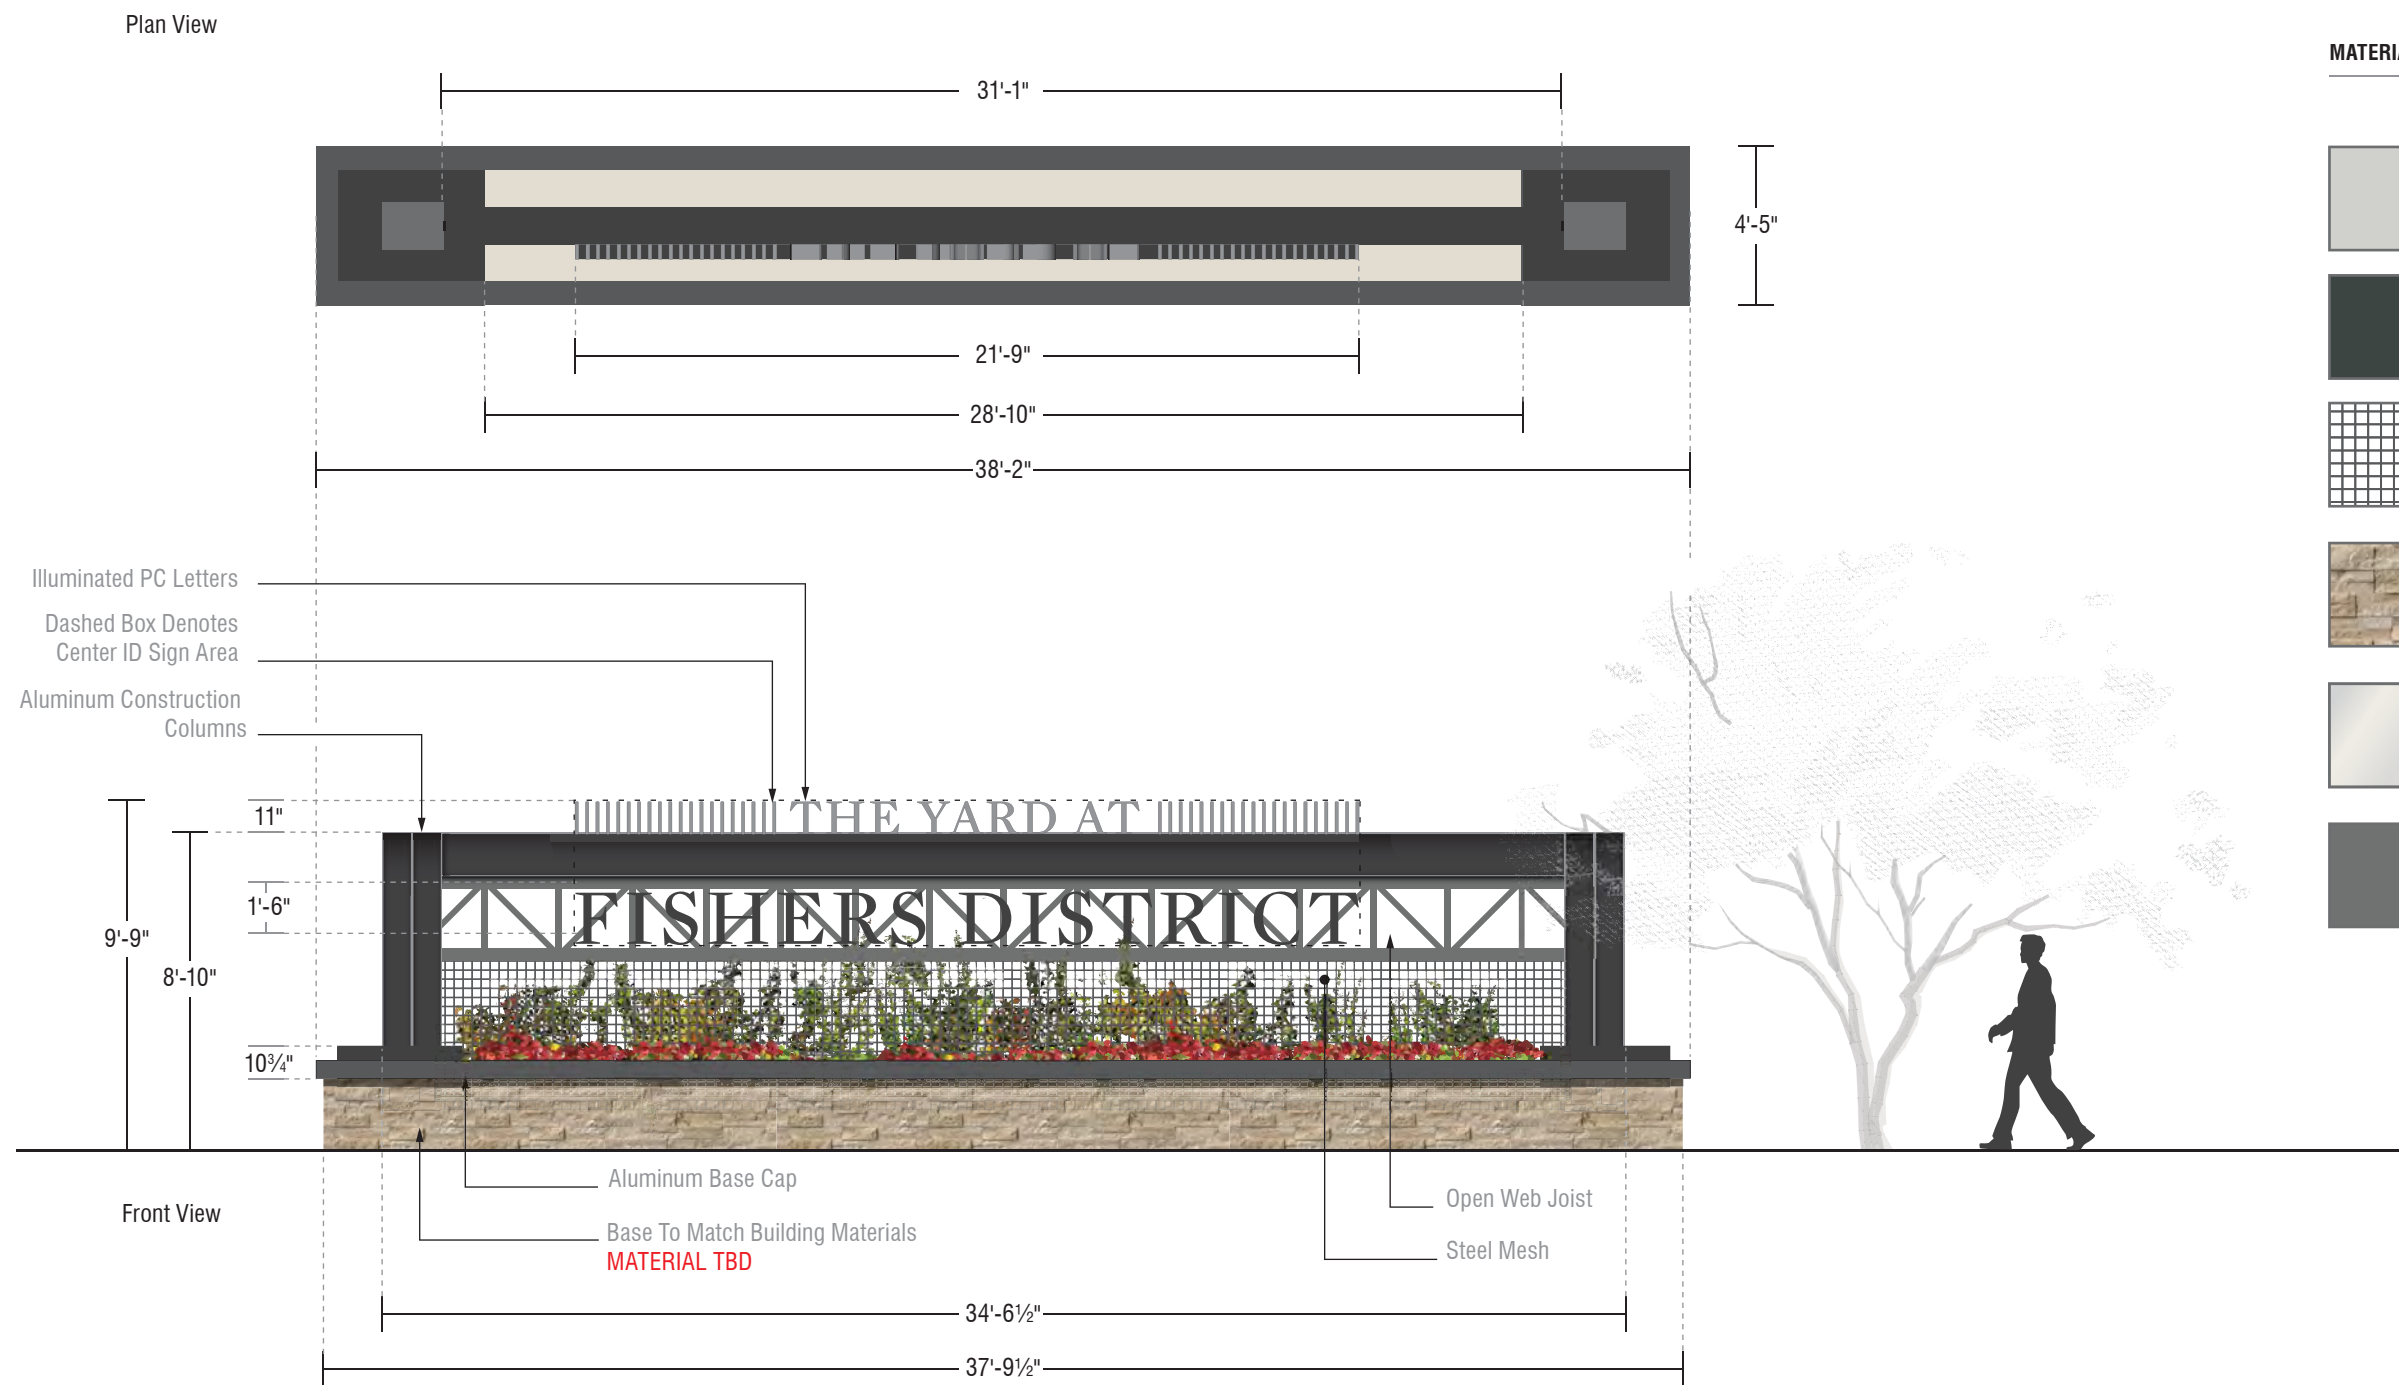 Plan View
MATERI
31'-1"
4'-5"
21'-9"
28'-10"
38'-2"
Illuminated PC Letters
Dashed Box Denotes
Center ID Sign Area
Aluminum Construction
Columns
11"
THE YARD AT
1'-6"
FISHERS DISTRICT
9'-9"
8'-10"
10¾"
Aluminum Base Cap
Open Web Joist
Front View
Base To Match Building Materials
MATERIAL TBD
Steel Mesh
34'-6½"
37'-9½"